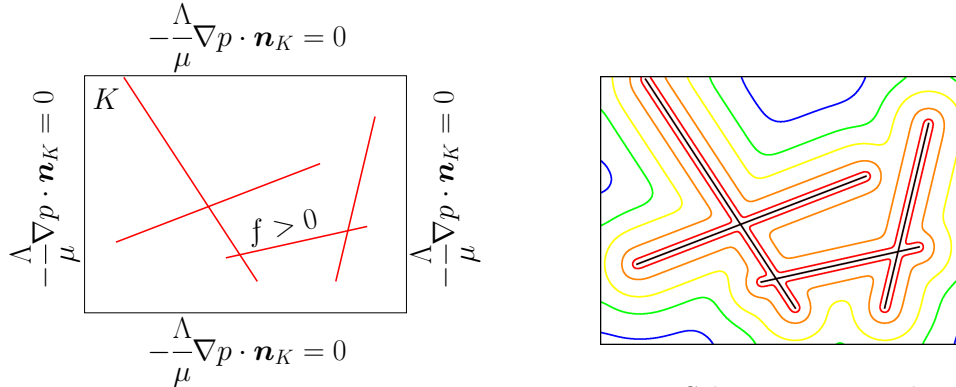 −Λ/μ ∇p · n_K = 0
K
−Λ/μ ∇p · n_K = 0
−Λ/μ ∇p · n_K = 0
f > 0
−Λ/μ ∇p · n_K = 0